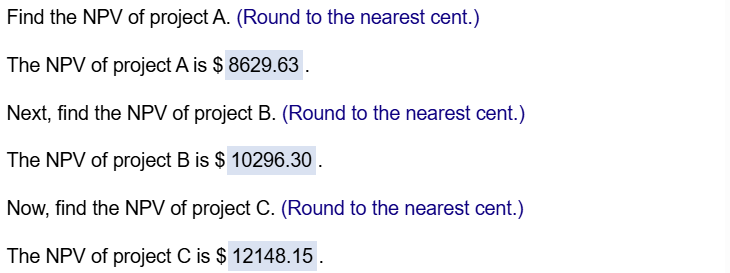 Find the NPV of project A. (Round to the nearest cent.)
The NPV of project A is $ 8629.63 .
Next, find the NPV of project B. (Round to the nearest cent.)
The NPV of project B is $ 10296.30 .
Now, find the NPV of project C. (Round to the nearest cent.)
The NPV of project C is $ 12148.15 .